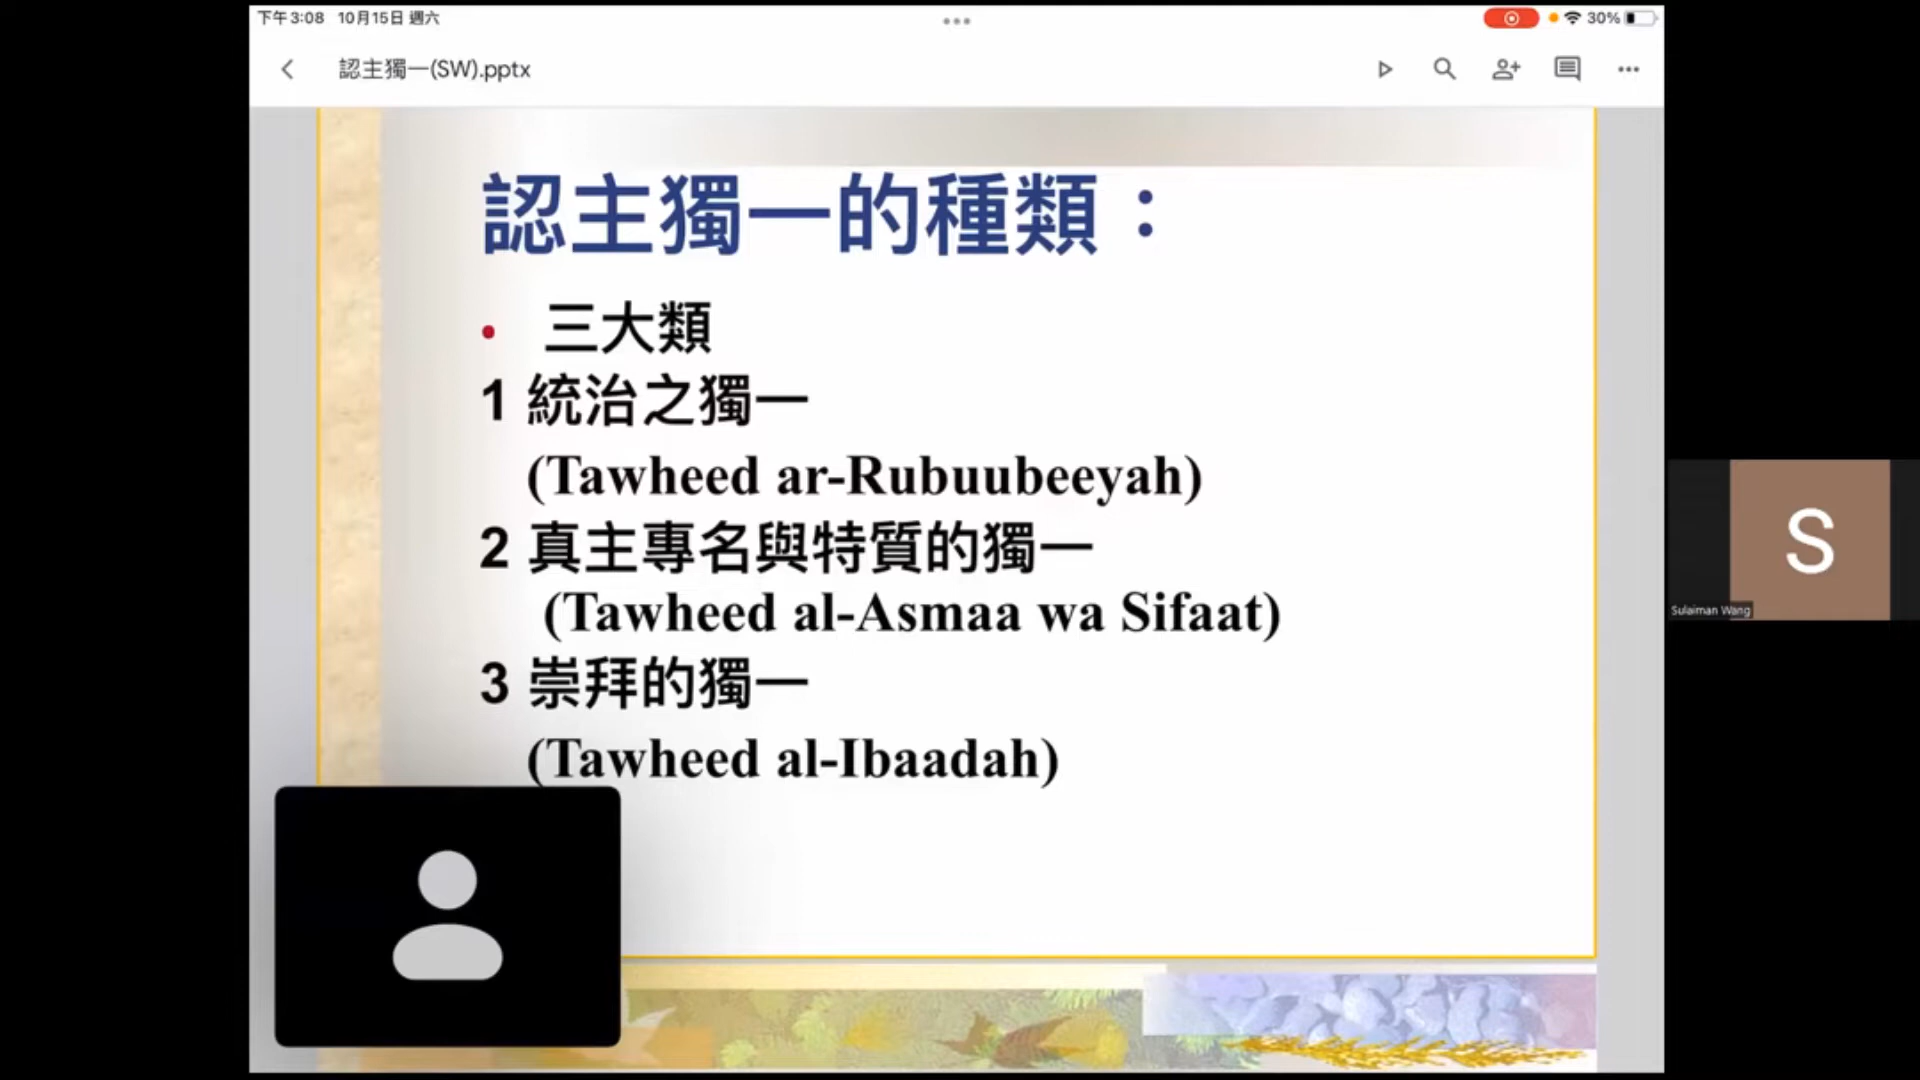 下午3:08 10月15日 週六
30%
認主獨一(SW).pptx
認主獨一的種類：
• 三大類
1 統治之獨一
(Tawheed ar-Rubuubeeyah)
2 真主專名與特質的獨一
(Tawheed al-Asmaa wa Sifaat)
3 崇拜的獨一
(Tawheed al-Ibaadah)
S
Sulaiman Wang